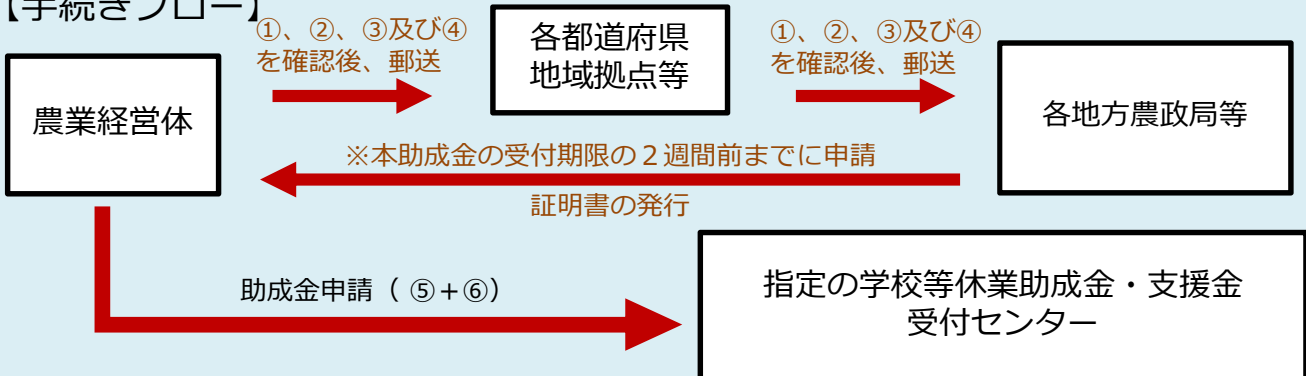 【手続きフロー】
①、②、③及び④
を確認後、郵送
各都道府県
地域拠点等
①、②、③及び④
を確認後、郵送
農業経営体
各地方農政局等
※本助成金の受付期限の２週間前までに申請
証明書の発行
助成金申請（ ⑤＋⑥）
指定の学校等休業助成金・支援金
受付センター